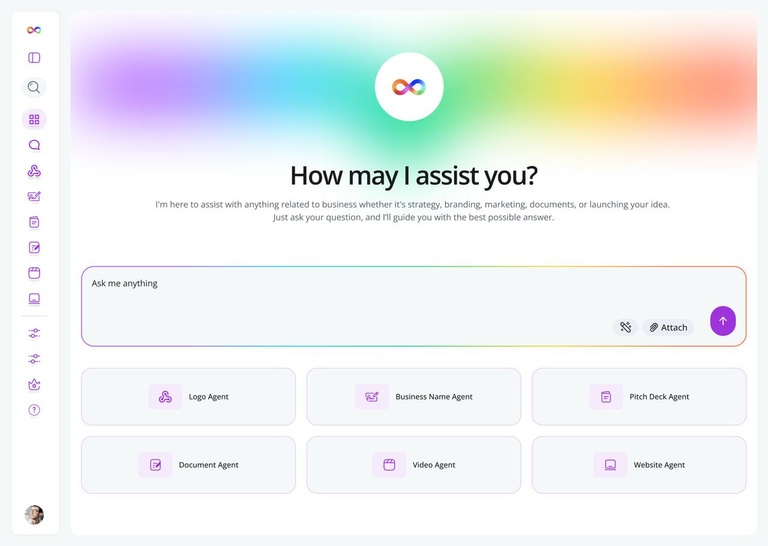 How may I assist you?
I'm here to assist with anything related to business whether it's strategy, branding, marketing, documents, or launching your idea.
Just ask your question, and I'll guide you with the best possible answer.
Ask me anything
Attach
Logo Agent
Business Name Agent
Pitch Deck Agent
Document Agent
Video Agent
Website Agent